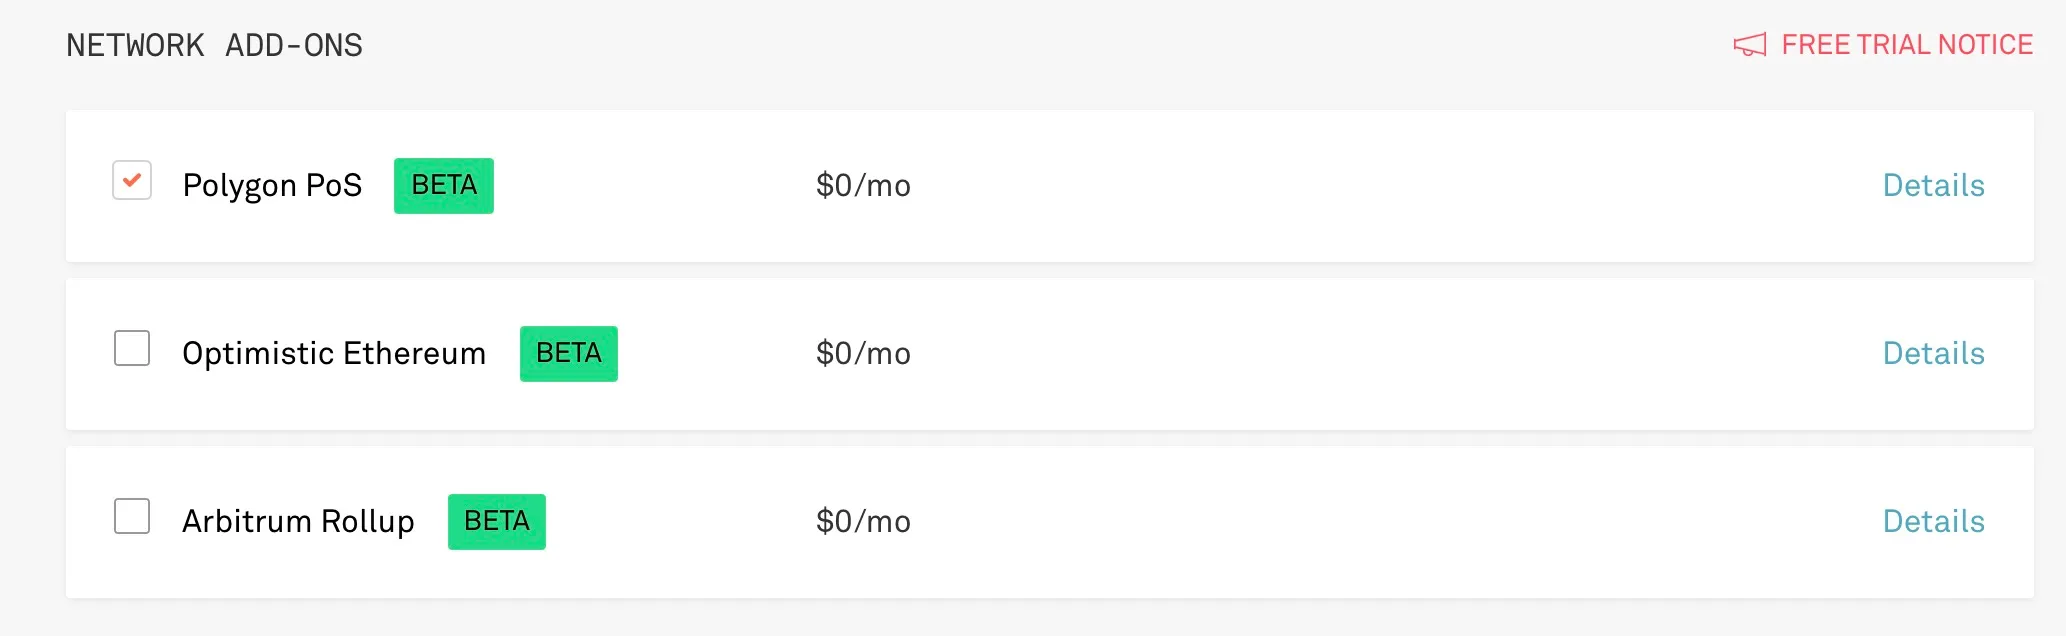 NETWORK ADD-ONS FREE TRIAL NOTICE
Polygon PoS BETA $0/mo Details
Optimistic Ethereum BETA $0/mo Details
Arbitrum Rollup BETA $0/mo Details